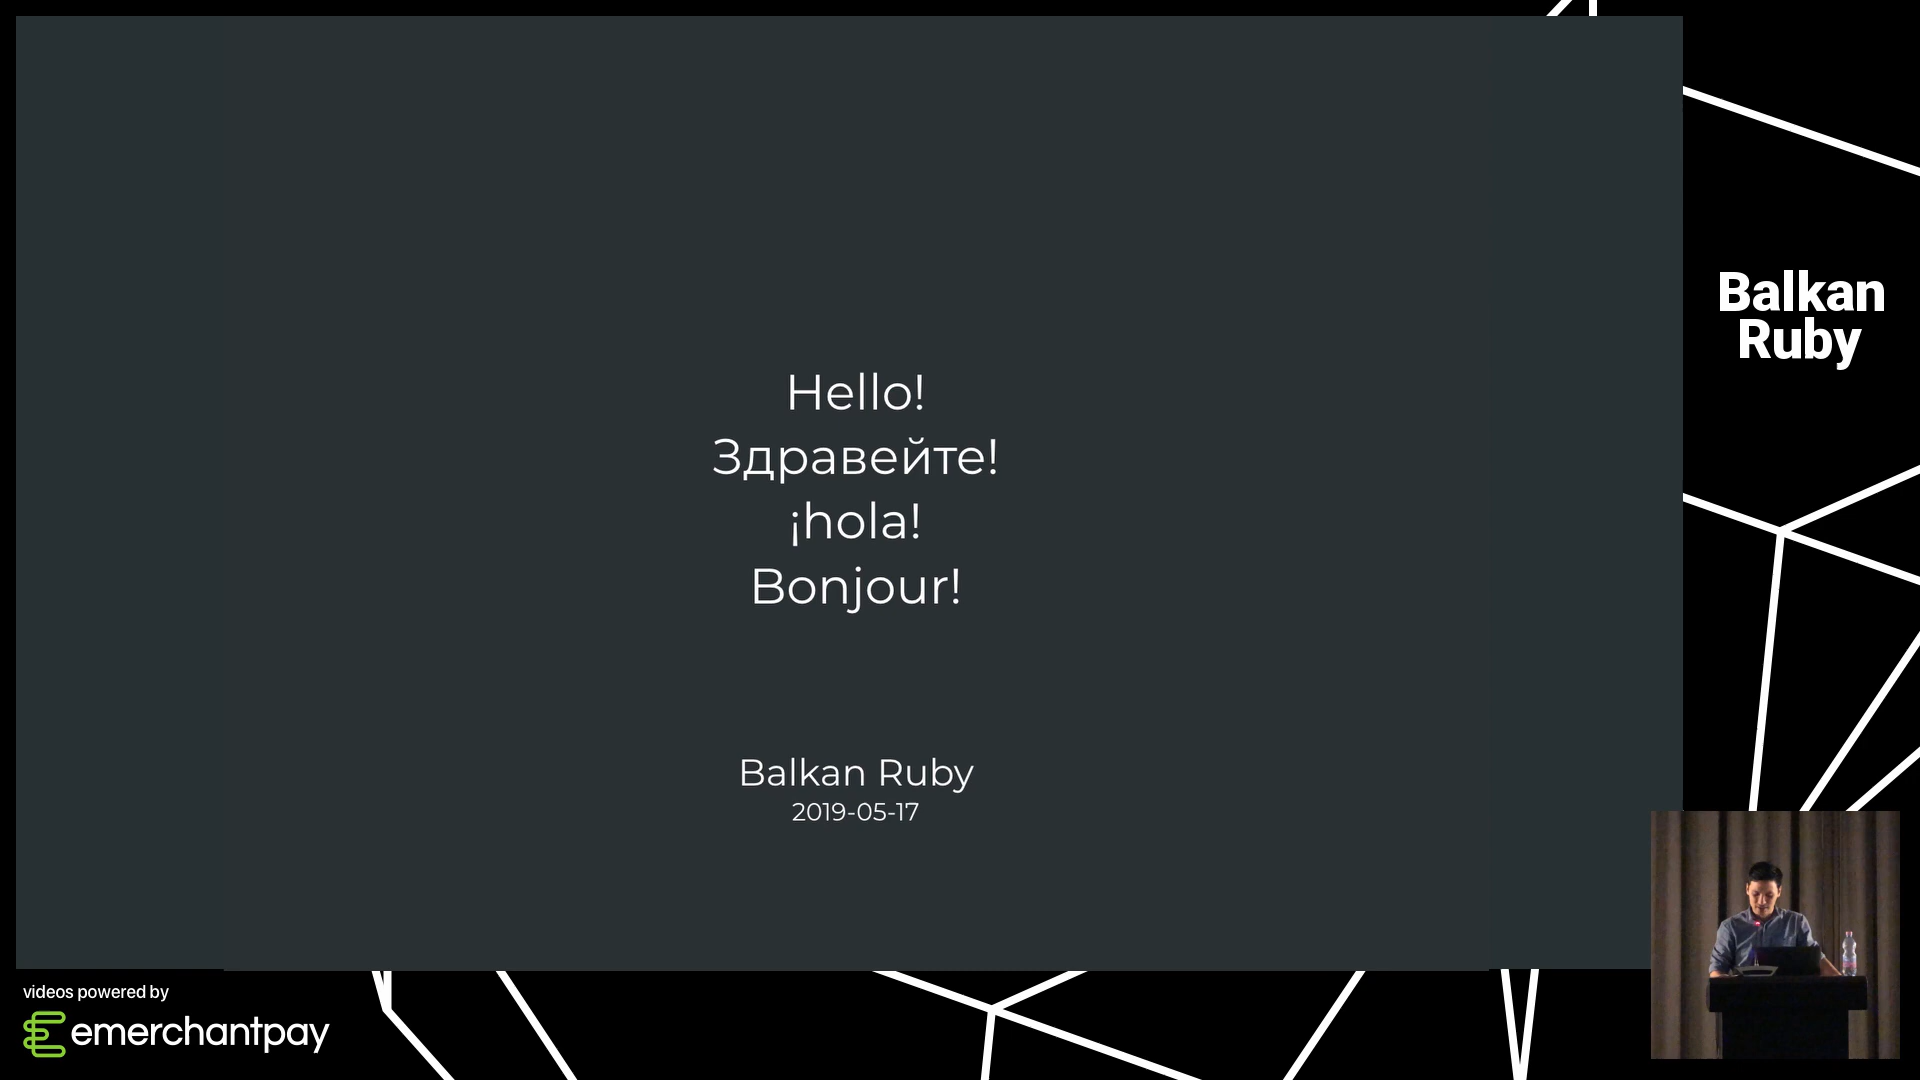 Hello!
Здравейте!
¡hola!
Bonjour!
Balkan Ruby
2019-05-17
Balkan
Ruby
videos powered by
emerchantpay